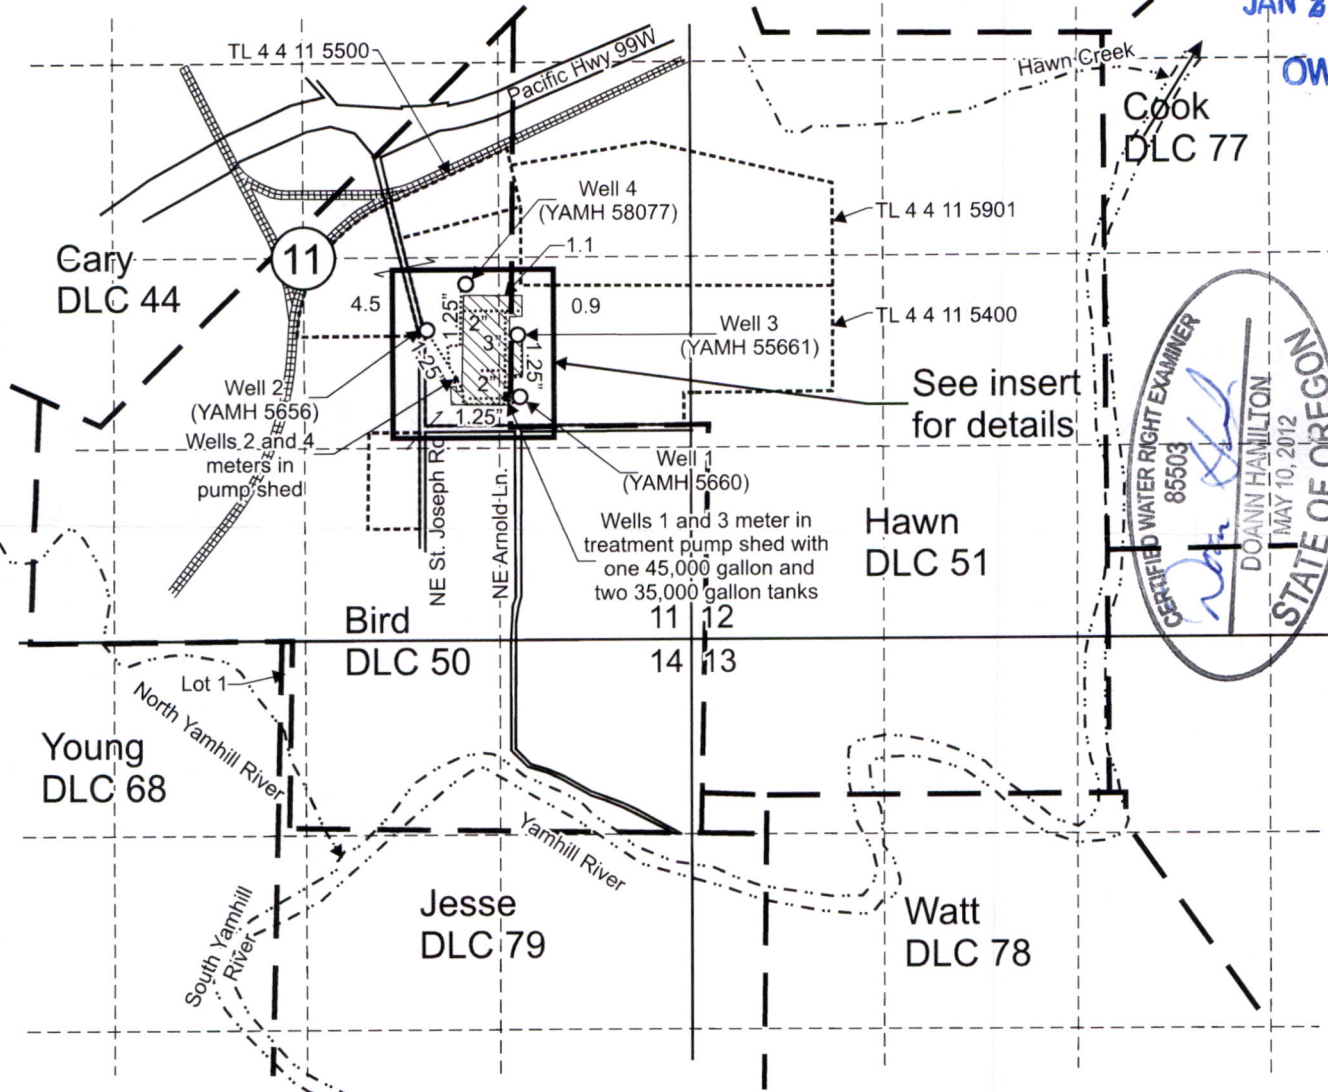 JAN
OW
TL 4 4 11 5500
Pacific Hwy 99W
Hawn Creek
Cook
DLC 77
Well 4
(YAMH 58077)
TL 4 4 11 5901
1.1
Cary
DLC 44
11
4.5
0.9
1.25"
2"
3"
2"
1.25"
1.25"
1.25"
TL 4 4 11 5400
Well 3
(YAMH 55661)
Well 2
(YAMH 5656)
See insert
for details
Wells 2 and 4
meters in
pump shed
Well 1
(YAMH 5660)
NE St. Joseph Rd.
NE Arnold Ln.
Wells 1 and 3 meter in
treatment pump shed with
one 45,000 gallon and
two 35,000 gallon tanks
Hawn
DLC 51
CERTIFIED WATER RIGHT EXAMINER
85503
DOANN HAMILTON
MAY 10, 2012
STATE OF OREGON
Bird
DLC 50
11 12
14 13
Lot 1
North Yamhill River
Young
DLC 68
Yamhill River
Jesse
DLC 79
Watt
DLC 78
South Yamhill
River